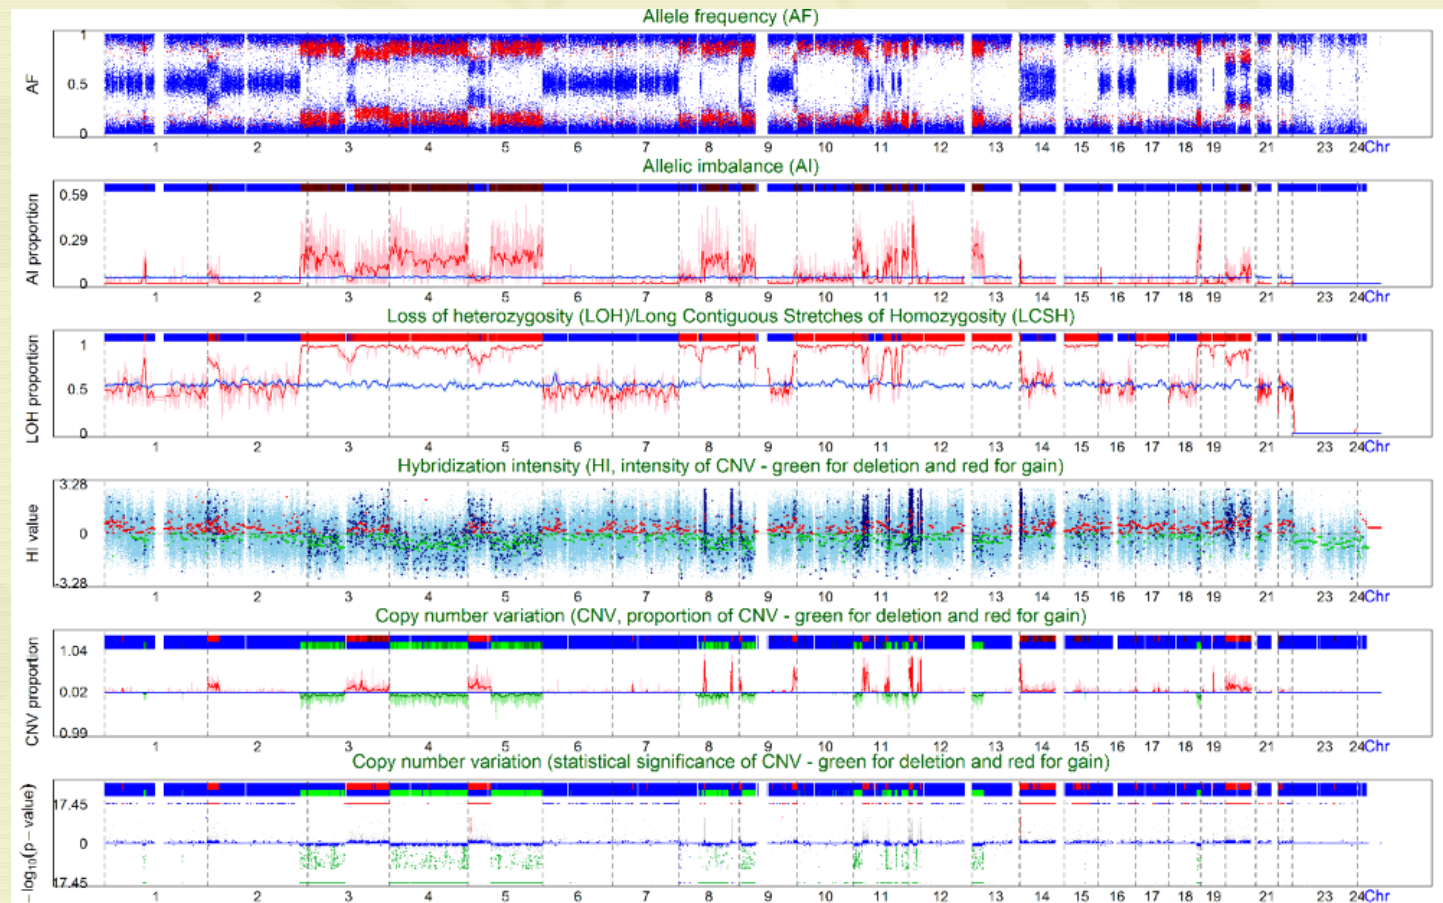 Allele frequency (AF)
AF
1
0.5
0
1 2 3 4 5 6 7 8 9 10 11 12 13 14 15 16 17 18 19 21 23 24Chr
Allelic imbalance (AI)
AI proportion
0.59
0.29
0
1 2 3 4 5 6 7 8 9 10 11 12 13 14 15 16 17 18 19 21 23 24Chr
Loss of heterozygosity (LOH)/Long Contiguous Stretches of Homozygosity (LCSH)
LOH proportion
1
0.5
0
1 2 3 4 5 6 7 8 9 10 11 12 13 14 15 16 17 18 19 21 23 24Chr
Hybridization intensity (HI, intensity of CNV - green for deletion and red for gain)
HI value
3.28
0
-3.28
1 2 3 4 5 6 7 8 9 10 11 12 13 14 15 16 17 18 19 21 23 24Chr
Copy number variation (CNV, proportion of CNV - green for deletion and red for gain)
CNV proportion
1.04
0.02
0.99
1 2 3 4 5 6 7 8 9 10 11 12 13 14 15 16 17 18 19 21 23 24Chr
Copy number variation (statistical significance of CNV - green for deletion and red for gain)
−log₁₀(p−value)
17.45
0
17.45
1 2 3 4 5 6 7 8 9 10 11 12 13 14 15 16 17 18 19 21 23 24Chr